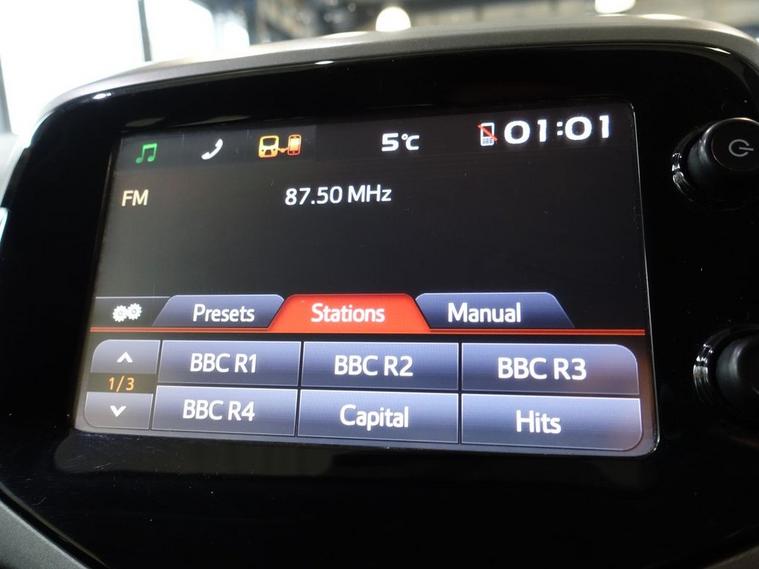 5°C 01:01
FM 87.50 MHz
Presets Stations Manual
BBC R1 BBC R2 BBC R3
1/3
BBC R4 Capital Hits